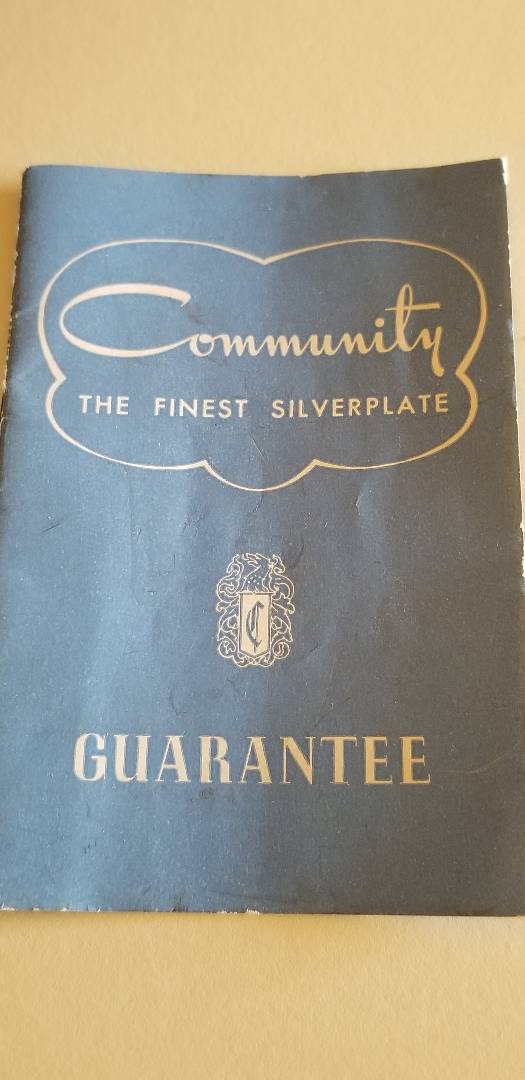 Community
THE FINEST SILVERPLATE
C
GUARANTEE